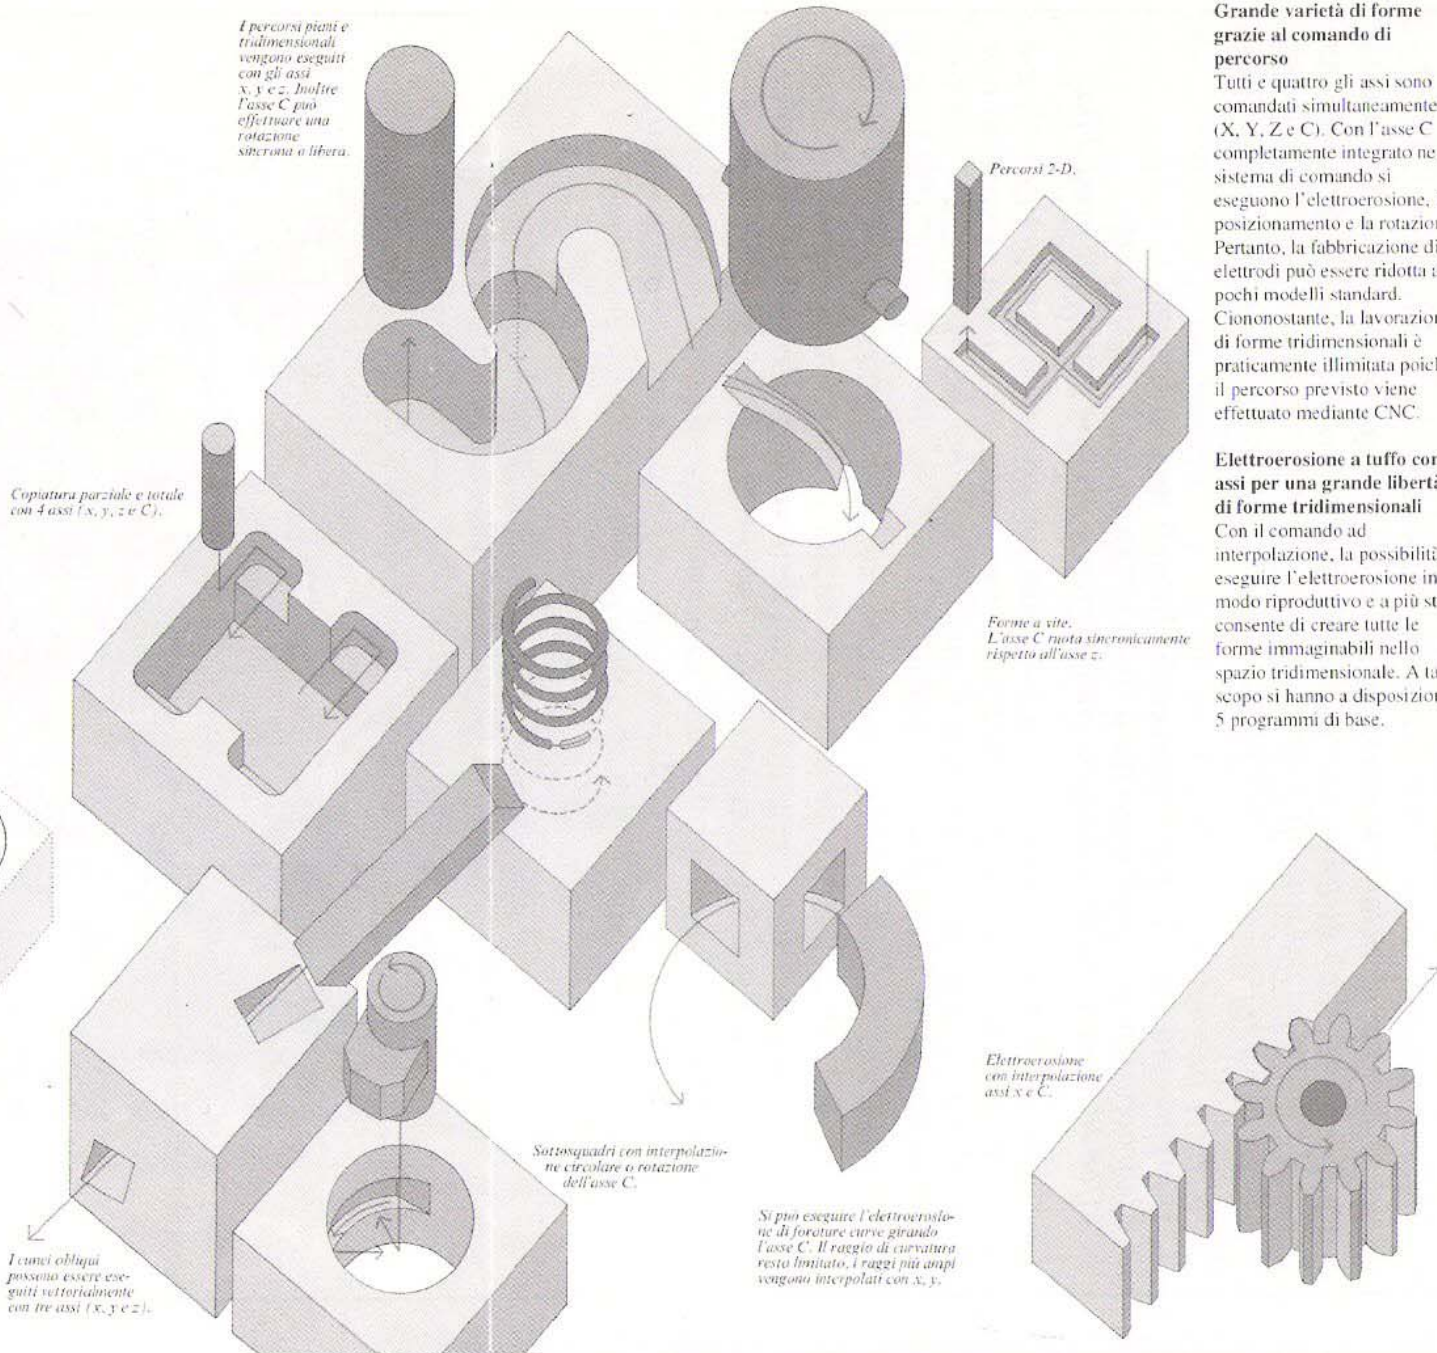 I percorsi piani e
tridimensionali
vengono eseguiti
con gli assi
x, y e z. Inoltre
l'asse C può
effettuare una
rotazione
sincrona o libera.
Percorsi 2-D.
Copiatura parziale e totale
con 4 assi (x, y, z e C).
Forme a vite.
L'asse C ruota sincronicamente
rispetto all'asse z.
Elettroerosione
con interpolazione
assi x e C.
Sottosquadri con interpolazio-
ne circolare o rotazione
dell'asse C.
Si può eseguire l'elettroerosio-
ne di forature curve girando
l'asse C. Il raggio di curvatura
resta limitato, i raggi più ampi
vengono interpolati con x, y.
I cunei obliqui
possono essere ese-
guiti vettorialmente
con tre assi (x, y e z).
Grande varietà di forme
grazie al comando di
percorso
Tutti e quattro gli assi sono
comandati simultaneamente
(X, Y, Z e C). Con l'asse C
completamente integrato ne
sistema di comando si
eseguono l'elettroerosione,
posizionamento e la rotazion
Pertanto, la fabbricazione di
elettrodi può essere ridotta a
pochi modelli standard.
Ciononostante, la lavorazion
di forme tridimensionali è
praticamente illimitata poich
il percorso previsto viene
effettuato mediante CNC.
Elettroerosione a tuffo con
assi per una grande libertà
di forme tridimensionali
Con il comando ad
interpolazione, la possibilità
eseguire l'elettroerosione in
modo riproduttivo e a più st
consente di creare tutte le
forme immaginabili nello
spazio tridimensionale. A ta
scopo si hanno a disposizion
5 programmi di base.